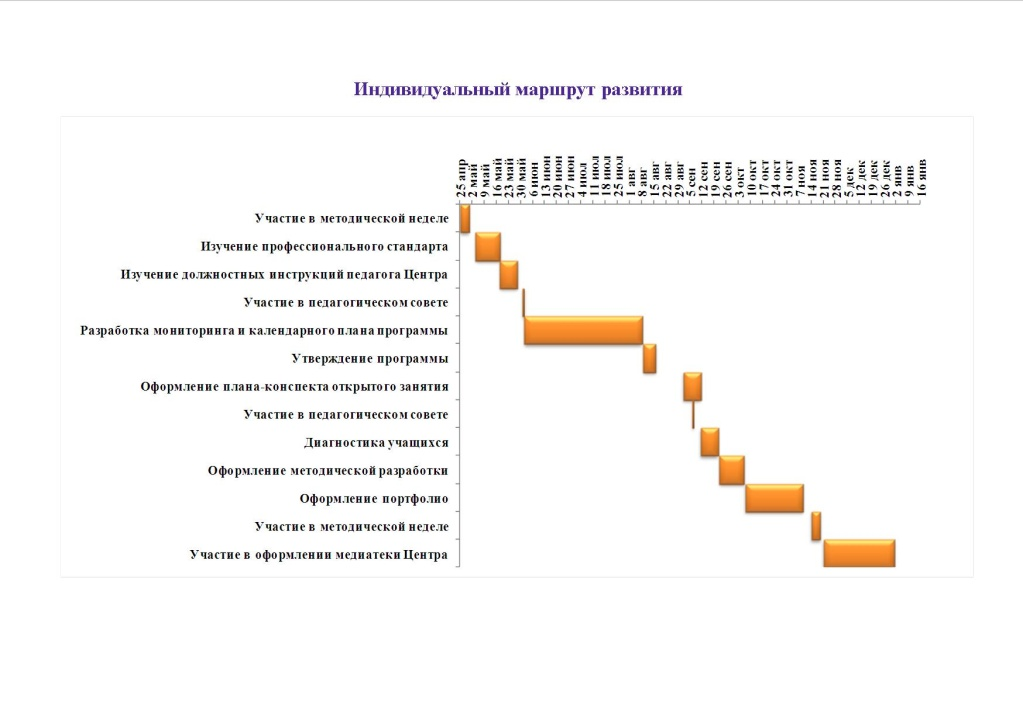 Индивидуальный маршрут развития
25 апр
2 май
9 май
16 май
23 май
30 май
6 июн
13 июн
20 июн
27 июн
4 июл
11 июл
18 июл
25 июл
1 авг
8 авг
15 авг
22 авг
29 авг
5 сен
12 сен
19 сен
26 сен
3 окт
10 окт
17 окт
24 окт
31 окт
7 ноя
14 ноя
21 ноя
28 ноя
5 дек
12 дек
19 дек
26 дек
2 янв
9 янв
16 янв
Участие в методической неделе
Изучение профессионального стандарта
Изучение должностных инструкций педагога Центра
Участие в педагогическом совете
Разработка мониторинга и календарного плана программы
Утверждение программы
Оформление плана-конспекта открытого занятия
Участие в педагогическом совете
Диагностика учащихся
Оформление методической разработки
Оформление портфолио
Участие в методической неделе
Участие в оформлении медиатеки Центра